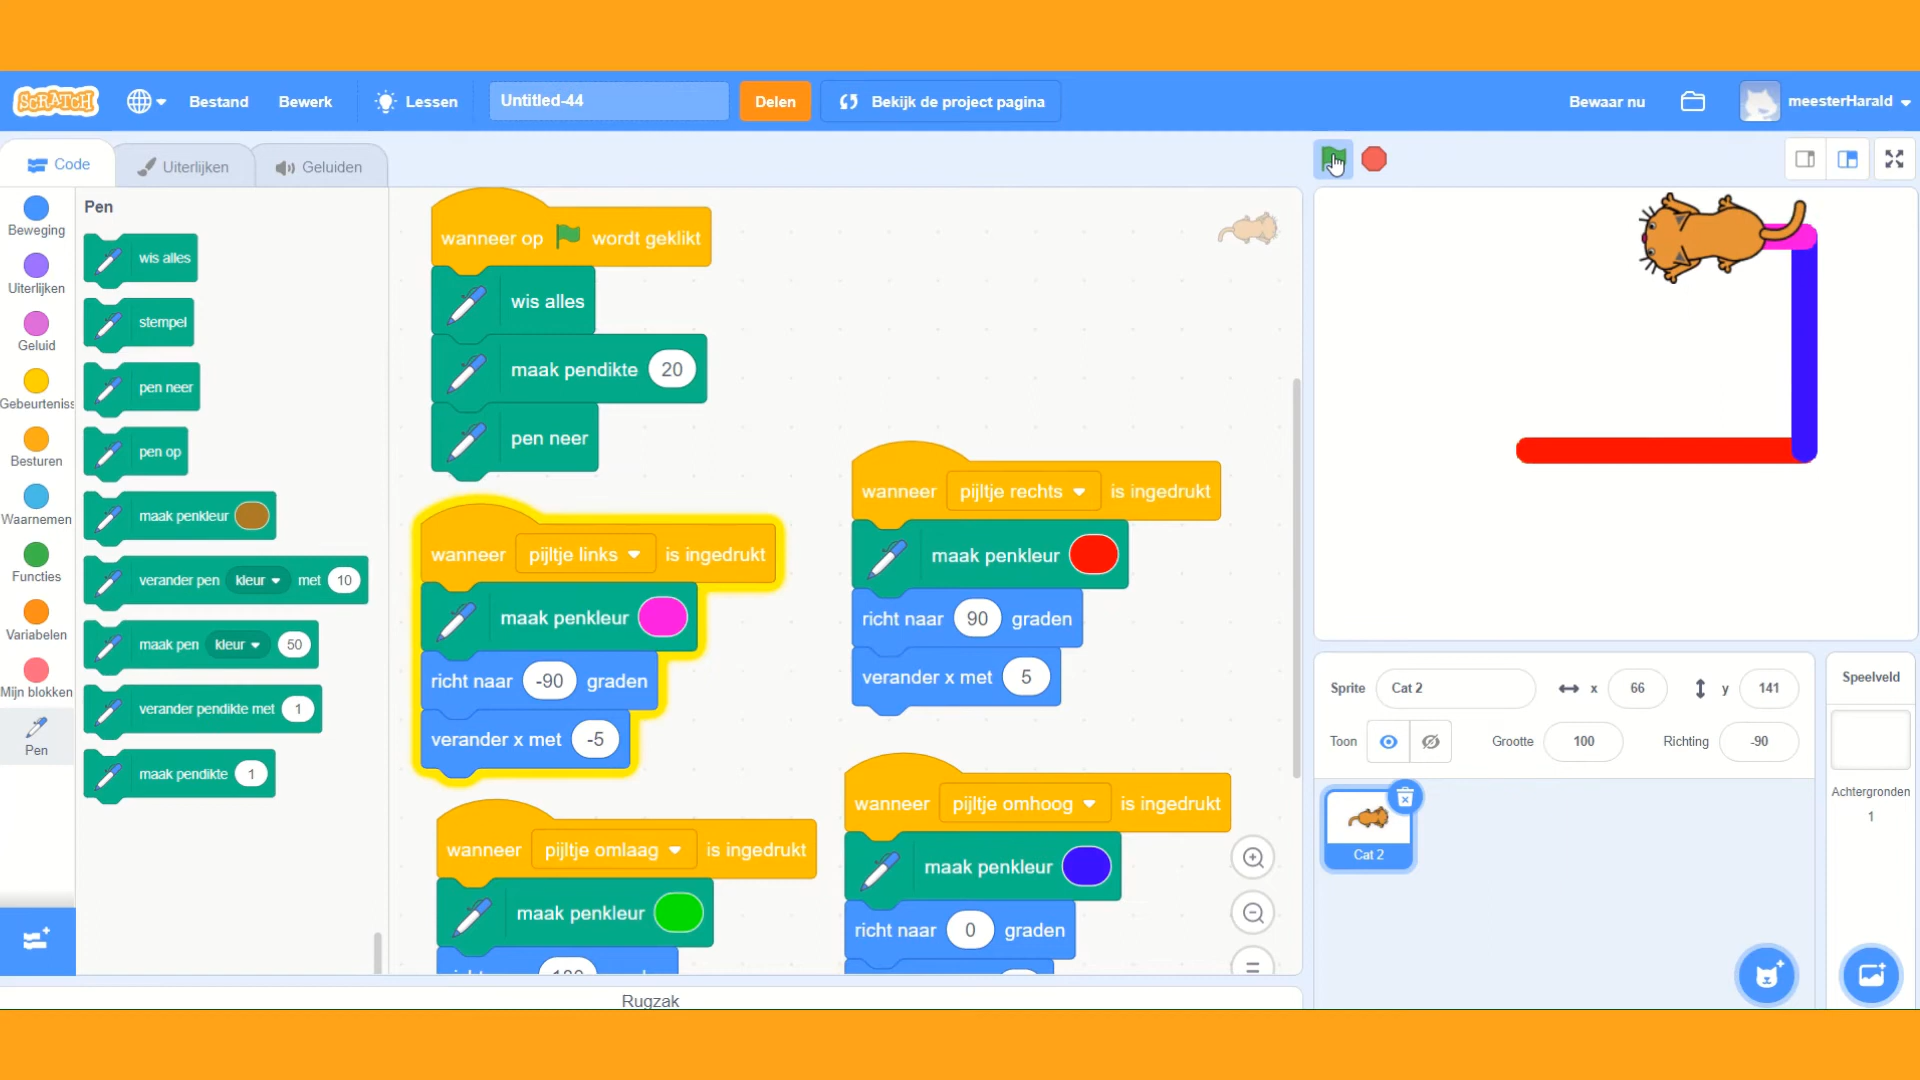 SCRATCH
Bestand
Bewerk
Lessen
Untitled-44
Delen
Bekijk de project pagina
Bewaar nu
meesterHarald
Code
Uiterlijken
Geluiden
Beweging
Uiterlijken
Geluid
Gebeurteniss
Besturen
Waarnemen
Functies
Variabelen
Mijn blokken
Pen
Pen
wis alles
stempel
pen neer
pen op
maak penkleur
verander pen kleur met 10
maak pen kleur 50
verander pendikte met 1
maak pendikte 1
wanneer op wordt geklikt
wis alles
maak pendikte 20
pen neer
wanneer pijltje links is ingedrukt
maak penkleur
richt naar -90 graden
verander x met -5
wanneer pijltje omlaag is ingedrukt
maak penkleur
wanneer pijltje rechts is ingedrukt
maak penkleur
richt naar 90 graden
verander x met 5
wanneer pijltje omhoog is ingedrukt
maak penkleur
richt naar 0 graden
Rugzak
Sprite Cat 2 x 66 y 141
Toon Grootte 100 Richting -90
Cat 2
Speelveld
Achtergronden
1